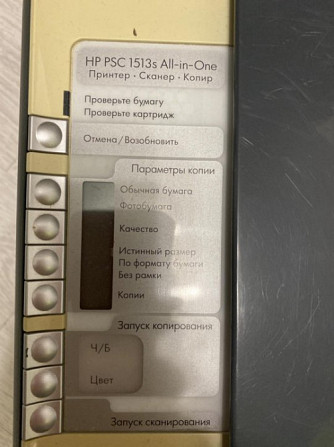 HP PSC 1513s All-in-One
Принтер • Сканер • Копир
Проверьте бумагу
Проверьте картридж
Отмена/Возобновить
Параметры копии
Обычная бумага
Фотобумага
Качество
Истинный размер
По формату бумаги
Без рамки
Копии
Запуск копирования
Ч/Б
Цвет
Запуск сканирования